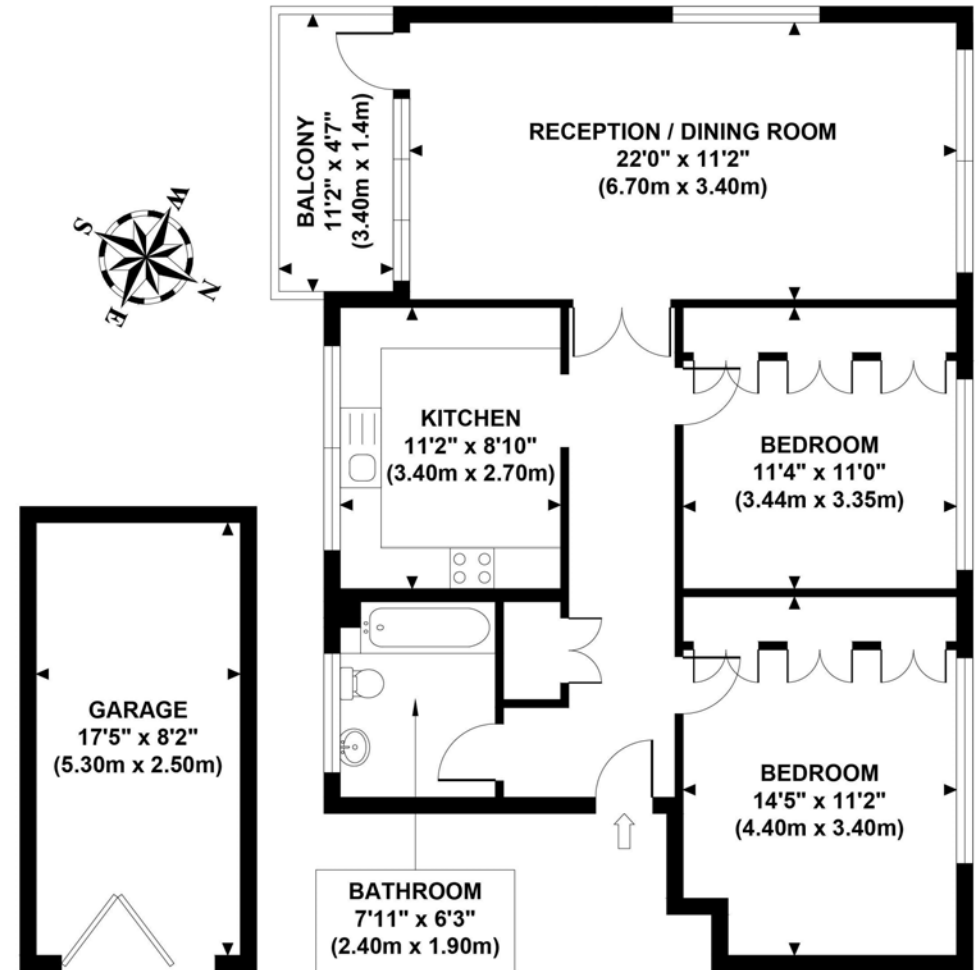 BALCONY
11'2" x 4'7"
(3.40m x 1.4m)
RECEPTION / DINING ROOM
22'0" x 11'2"
(6.70m x 3.40m)
W
S
N
E
KITCHEN
11'2" x 8'10"
(3.40m x 2.70m)
BEDROOM
11'4" x 11'0"
(3.44m x 3.35m)
GARAGE
17'5" x 8'2"
(5.30m x 2.50m)
BEDROOM
14'5" x 11'2"
(4.40m x 3.40m)
BATHROOM
7'11" x 6'3"
(2.40m x 1.90m)